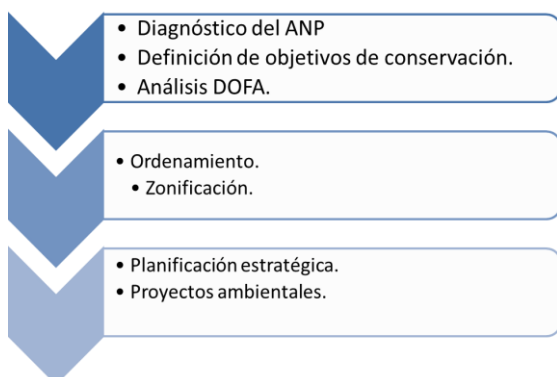 • Diagnóstico del ANP
• Definición de objetivos de conservación.
• Análisis DOFA.
• Ordenamiento.
• Zonificación.
• Planificación estratégica.
• Proyectos ambientales.